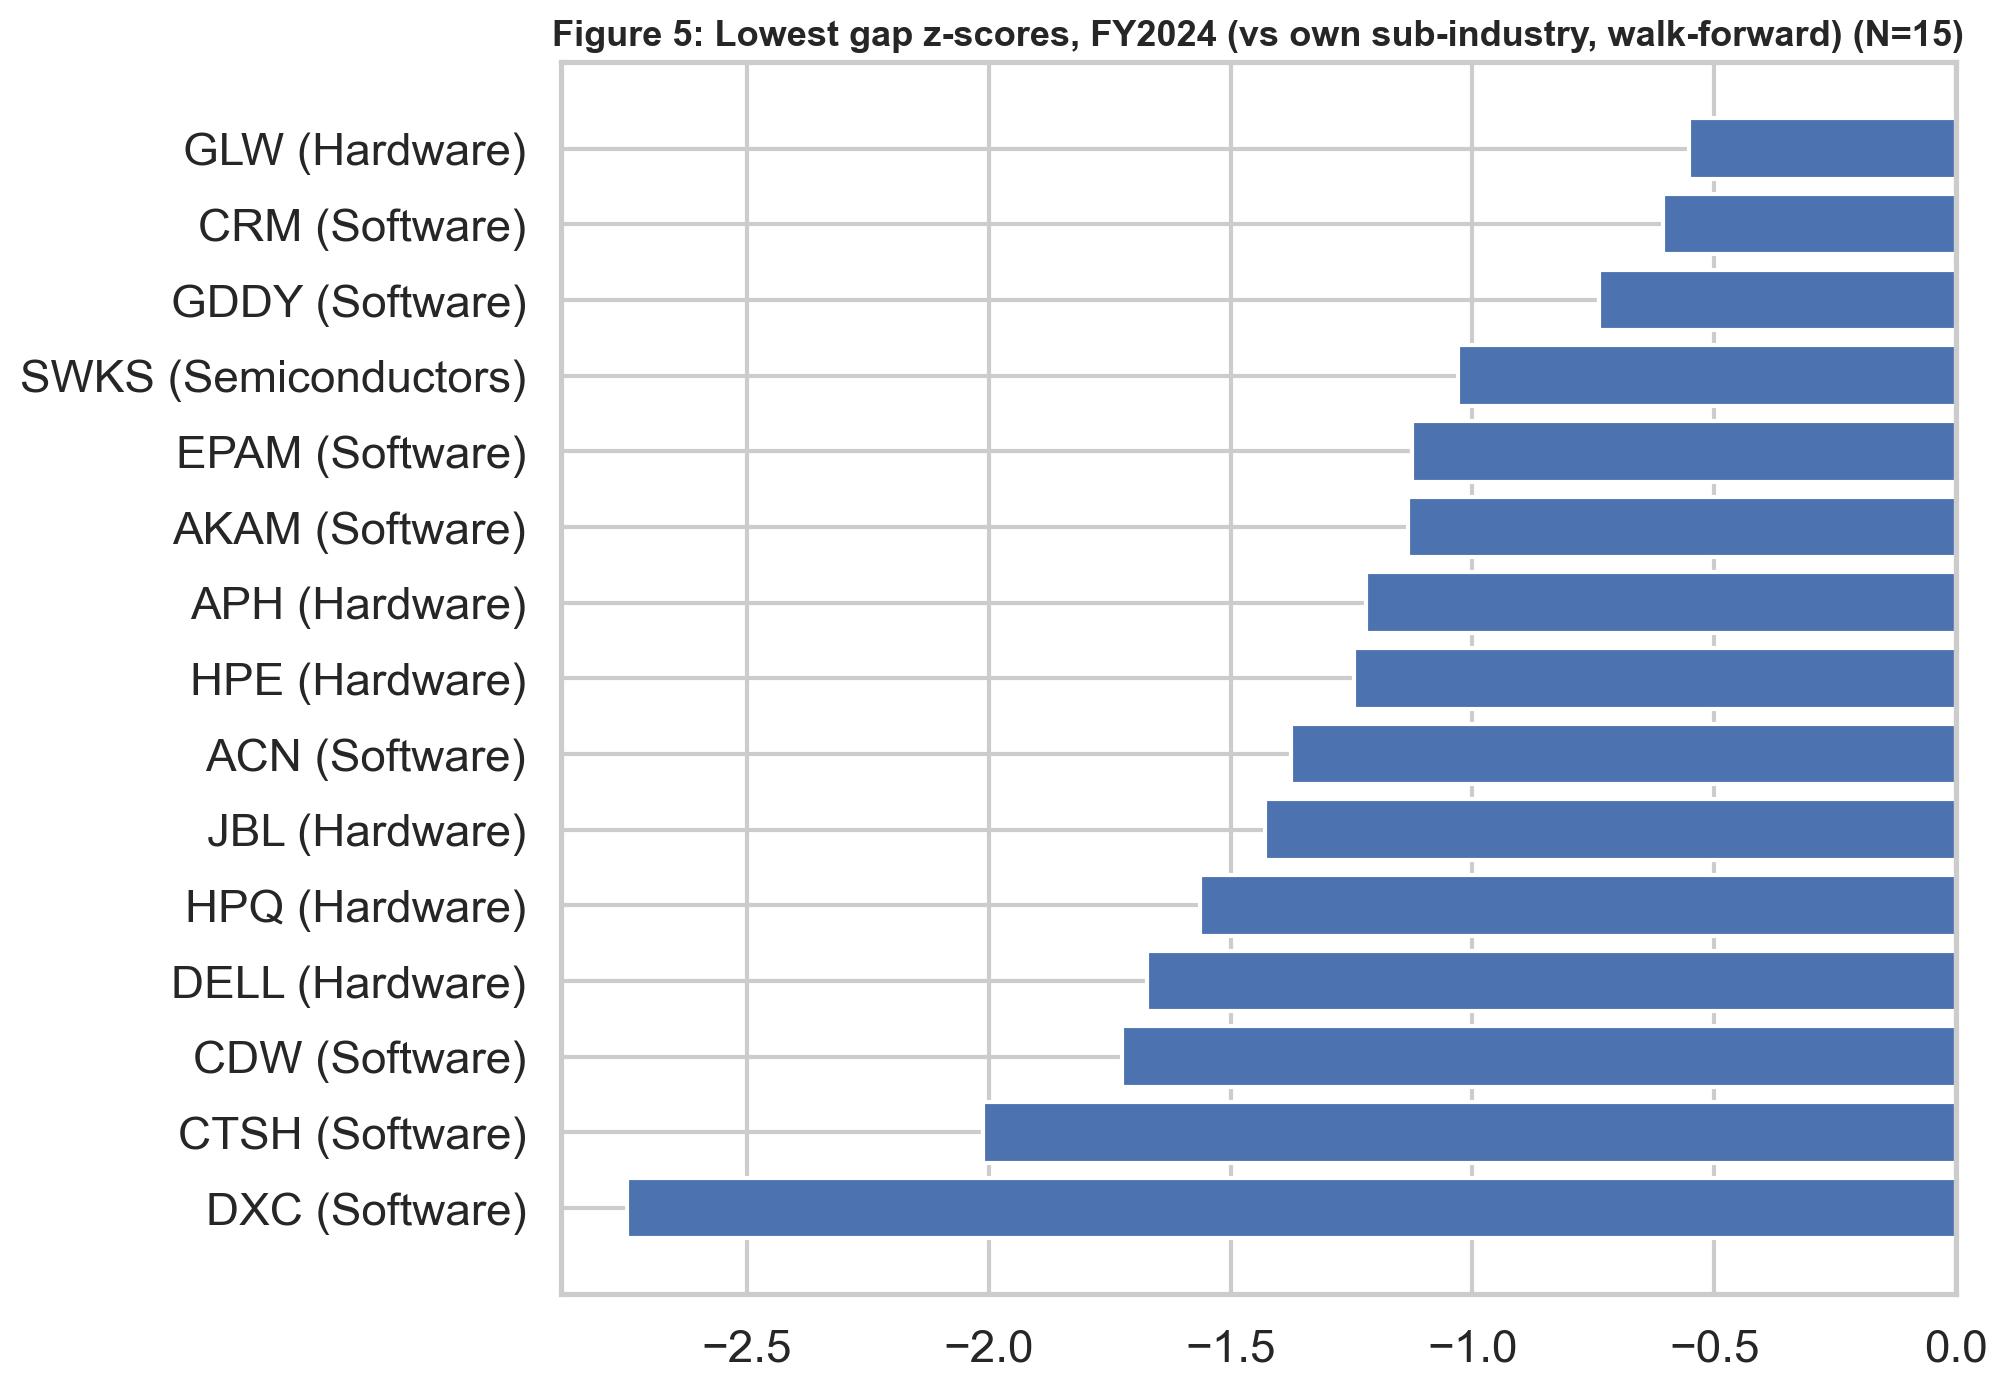 Figure 5: Lowest gap z-scores, FY2024 (vs own sub-industry, walk-forward) (N=15)
GLW (Hardware)
CRM (Software)
GDDY (Software)
SWKS (Semiconductors)
EPAM (Software)
AKAM (Software)
APH (Hardware)
HPE (Hardware)
ACN (Software)
JBL (Hardware)
HPQ (Hardware)
DELL (Hardware)
CDW (Software)
CTSH (Software)
DXC (Software)
−2.5 −2.0 −1.5 −1.0 −0.5 0.0